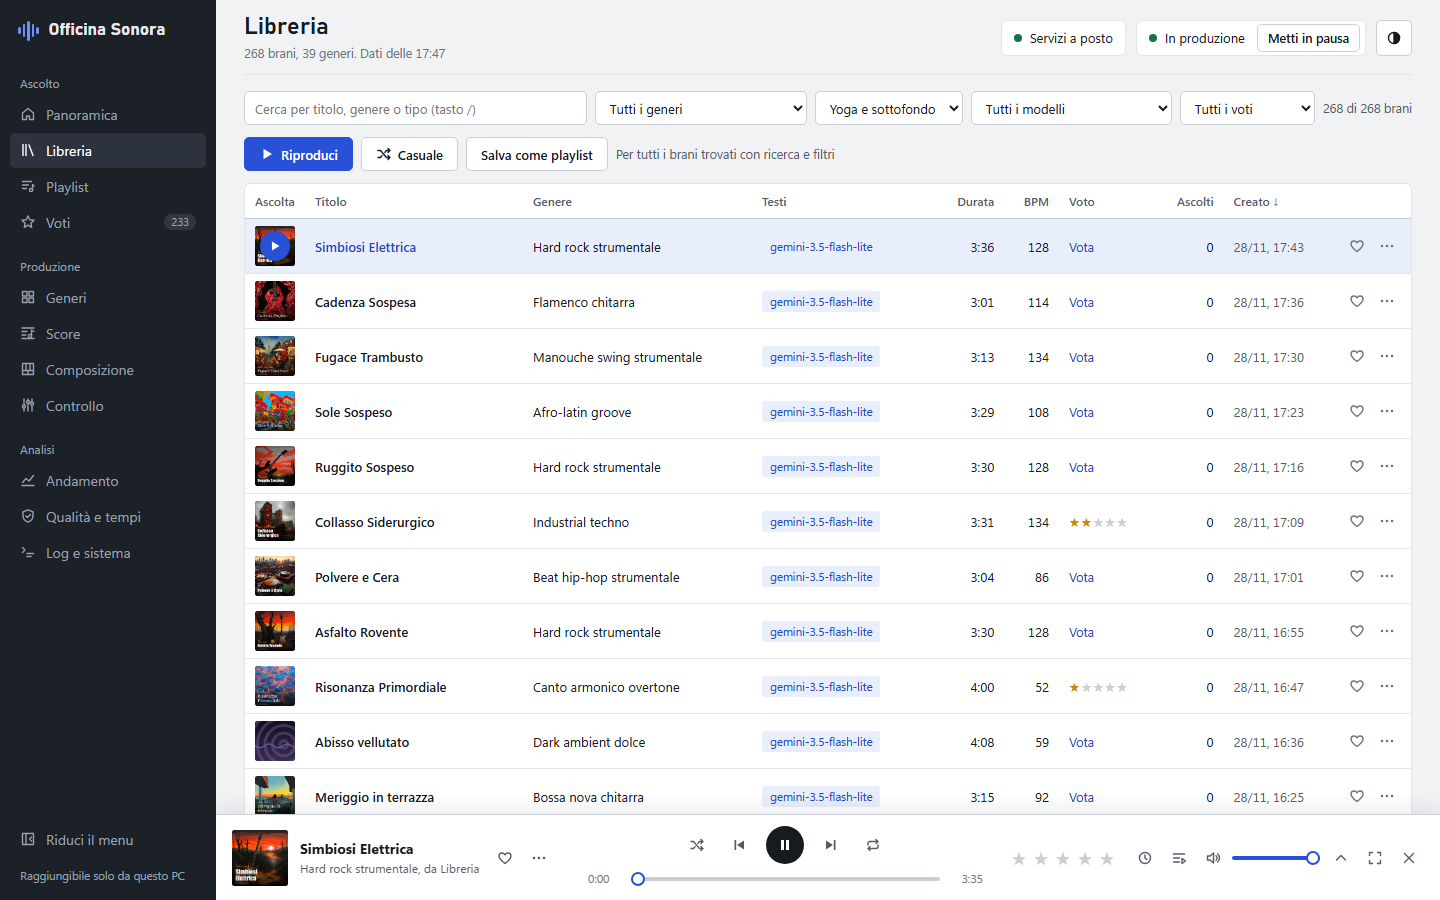 Officina Sonora
Ascolto
Panoramica
Libreria
Playlist
Voti 233
Produzione
Generi
Score
Composizione
Controllo
Analisi
Andamento
Qualità e tempi
Log e sistema
Riduci il menu
Raggiungibile solo da questo PC
Libreria
268 brani, 39 generi. Dati delle 17:47
Servizi a posto
In produzione Metti in pausa
Cerca per titolo, genere o tipo (tasto /) Tutti i generi Yoga e sottofondo Tutti i modelli Tutti i voti 268 di 268 brani
Riproduci Casuale Salva come playlist Per tutti i brani trovati con ricerca e filtri
Ascolta Titolo Genere Testi Durata BPM Voto Ascolti Creato ↓
Simbiosi Elettrica Hard rock strumentale gemini-3.5-flash-lite 3:36 128 Vota 0 28/11, 17:43
Cadenza Sospesa Flamenco chitarra gemini-3.5-flash-lite 3:01 114 Vota 0 28/11, 17:36
Fugace Trambusto Manouche swing strumentale gemini-3.5-flash-lite 3:13 134 Vota 0 28/11, 17:30
Sole Sospeso Afro-latin groove gemini-3.5-flash-lite 3:29 108 Vota 0 28/11, 17:23
Ruggito Sospeso Hard rock strumentale gemini-3.5-flash-lite 3:30 128 Vota 0 28/11, 17:16
Collasso Siderurgico Industrial techno gemini-3.5-flash-lite 3:31 134 0 28/11, 17:09
Polvere e Cera Beat hip-hop strumentale gemini-3.5-flash-lite 3:04 86 Vota 0 28/11, 17:01
Asfalto Rovente Hard rock strumentale gemini-3.5-flash-lite 3:30 128 Vota 0 28/11, 16:55
Risonanza Primordiale Canto armonico overtone gemini-3.5-flash-lite 4:00 52 0 28/11, 16:47
Abisso vellutato Dark ambient dolce gemini-3.5-flash-lite 4:08 59 Vota 0 28/11, 16:36
Meriggio in terrazza Bossa nova chitarra gemini-3.5-flash-lite 3:15 92 Vota 0 28/11, 16:25
Simbiosi Elettrica
Hard rock strumentale, da Libreria
0:00 3:35